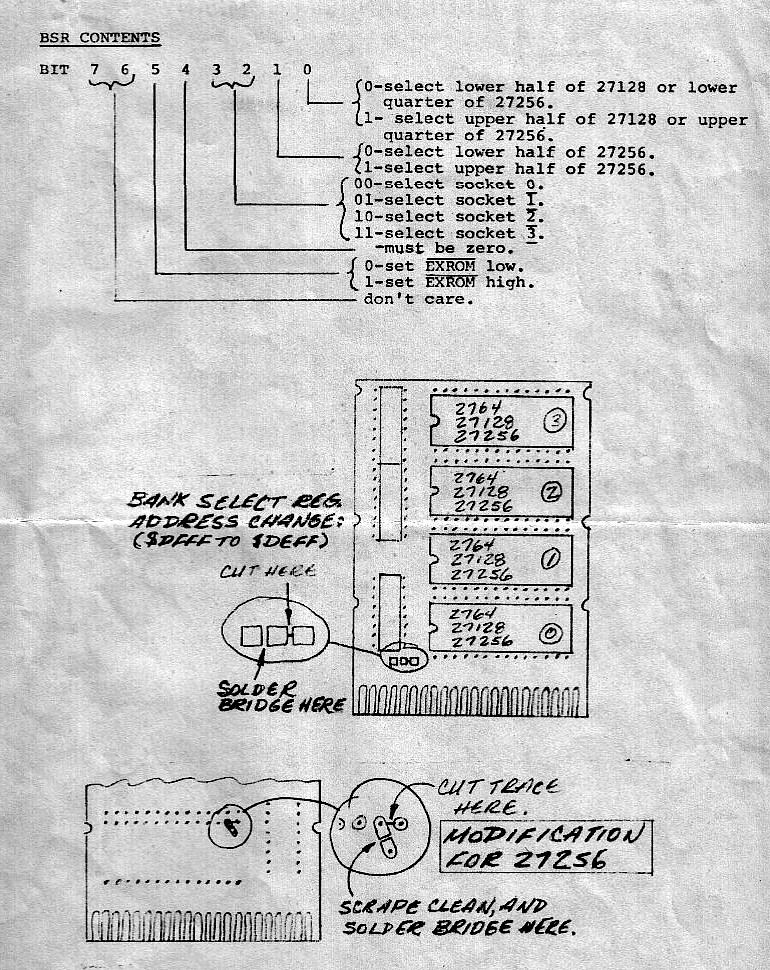 BSR CONTENTS
BIT 7 6 5 4 3 2 1 0
0-select lower half of 27128 or lower
quarter of 27256.
1- select upper half of 27128 or upper
quarter of 27256.
0-select lower half of 27256.
1-select upper half of 27256.
00-select socket 0.
01-select socket 1.
10-select socket 2.
11-select socket 3.
-must be zero.
0-set EXROM low.
1-set EXROM high.
don't care.
2764
27128
27256
3
2764
27128
27256
2
BANK SELECT REG.
ADDRESS CHANGE:
($DFFF TO $DEFF)
2764
27128
27256
1
CUT HERE
2764
27128
27256
0
SOLDER
BRIDGE HERE
CUT TRACE
HERE.
MODIFICATION
FOR 27256
SCRAPE CLEAN, AND
SOLDER BRIDGE HERE.